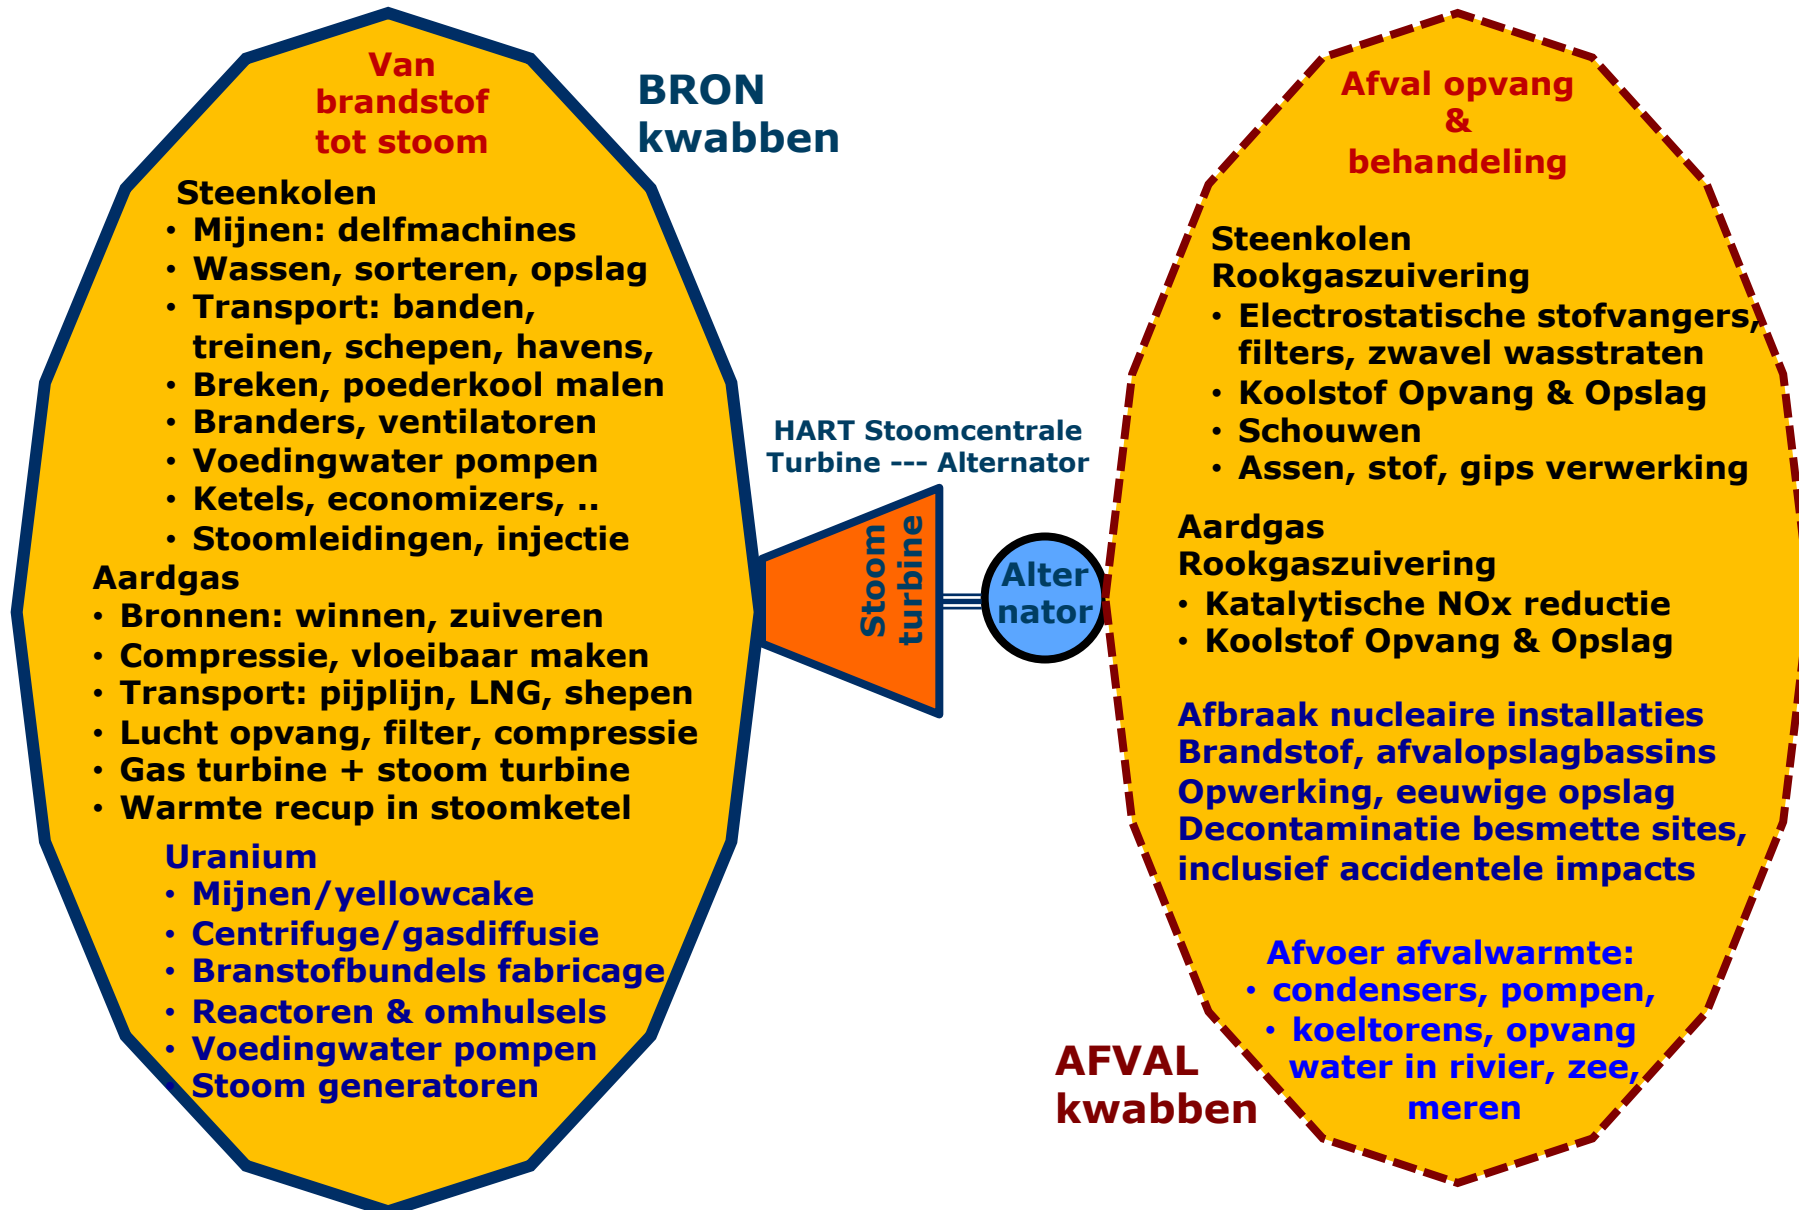 Van
brandstof
tot stoom
BRON
kwabben
Steenkolen
• Mijnen: delfmachines
• Wassen, sorteren, opslag
• Transport: banden,
treinen, schepen, havens,
• Breken, poederkool malen
• Branders, ventilatoren
• Voedingwater pompen
• Ketels, economizers, ..
• Stoomleidingen, injectie
Aardgas
• Bronnen: winnen, zuiveren
• Compressie, vloeibaar maken
• Transport: pijplijn, LNG, shepen
• Lucht opvang, filter, compressie
• Gas turbine + stoom turbine
• Warmte recup in stoomketel
Uranium
• Mijnen/yellowcake
• Centrifuge/gasdiffusie
• Branstofbundels fabricage
• Reactoren & omhulsels
• Voedingwater pompen
• Stoom generatoren
HART Stoomcentrale
Turbine --- Alternator
Stoom
turbine
Alter
nator
Afval opvang
&
behandeling
Steenkolen
Rookgaszuivering
• Electrostatische stofvangers,
filters, zwavel wasstraten
• Koolstof Opvang & Opslag
• Schouwen
• Assen, stof, gips verwerking
Aardgas
Rookgaszuivering
• Katalytische NOx reductie
• Koolstof Opvang & Opslag
Afbraak nucleaire installaties
Brandstof, afvalopslagbassins
Opwerking, eeuwige opslag
Decontaminatie besmette sites,
inclusief accidentele impacts
Afvoer afvalwarmte:
• condensers, pompen,
• koeltorens, opvang
water in rivier, zee,
meren
AFVAL
kwabben